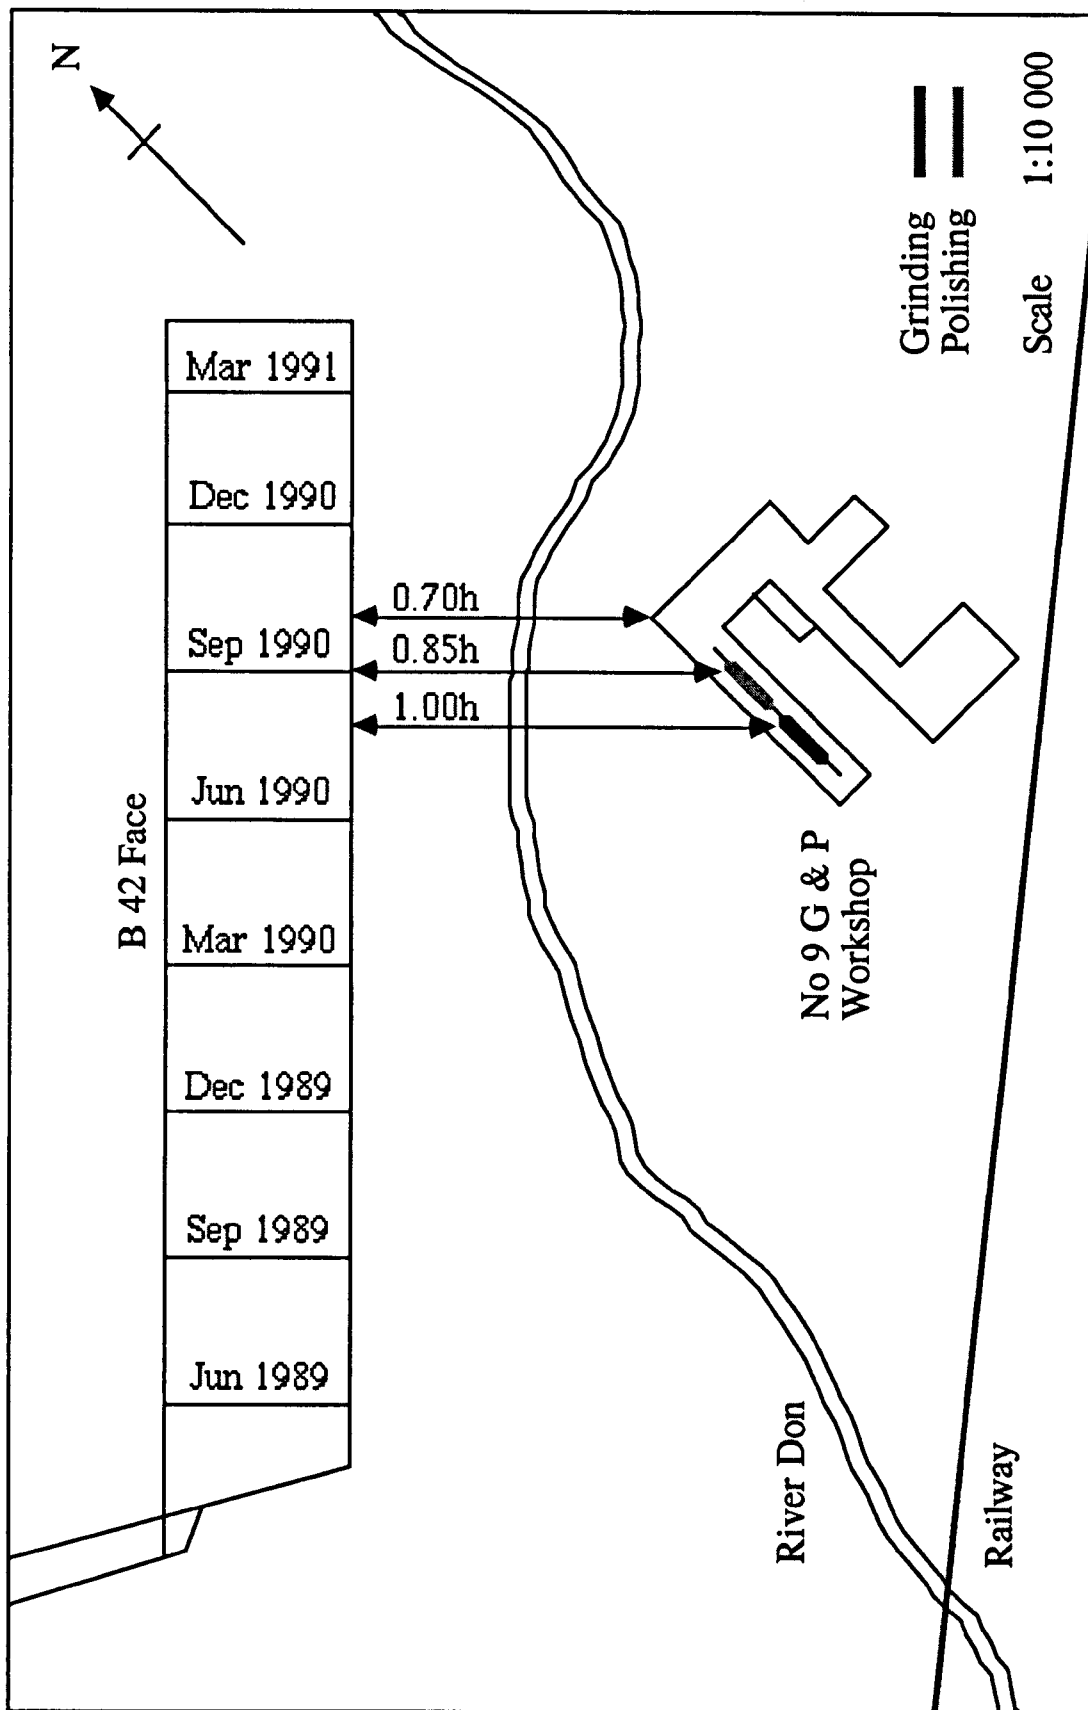 N
Mar 1991
Dec 1990
Sep 1990
Jun 1990
Mar 1990
Dec 1989
Sep 1989
Jun 1989
B 42 Face
0.70h
0.85h
1.00h
No 9 G & P
Workshop
Grinding
Polishing
Scale 1:10 000
River Don
Railway